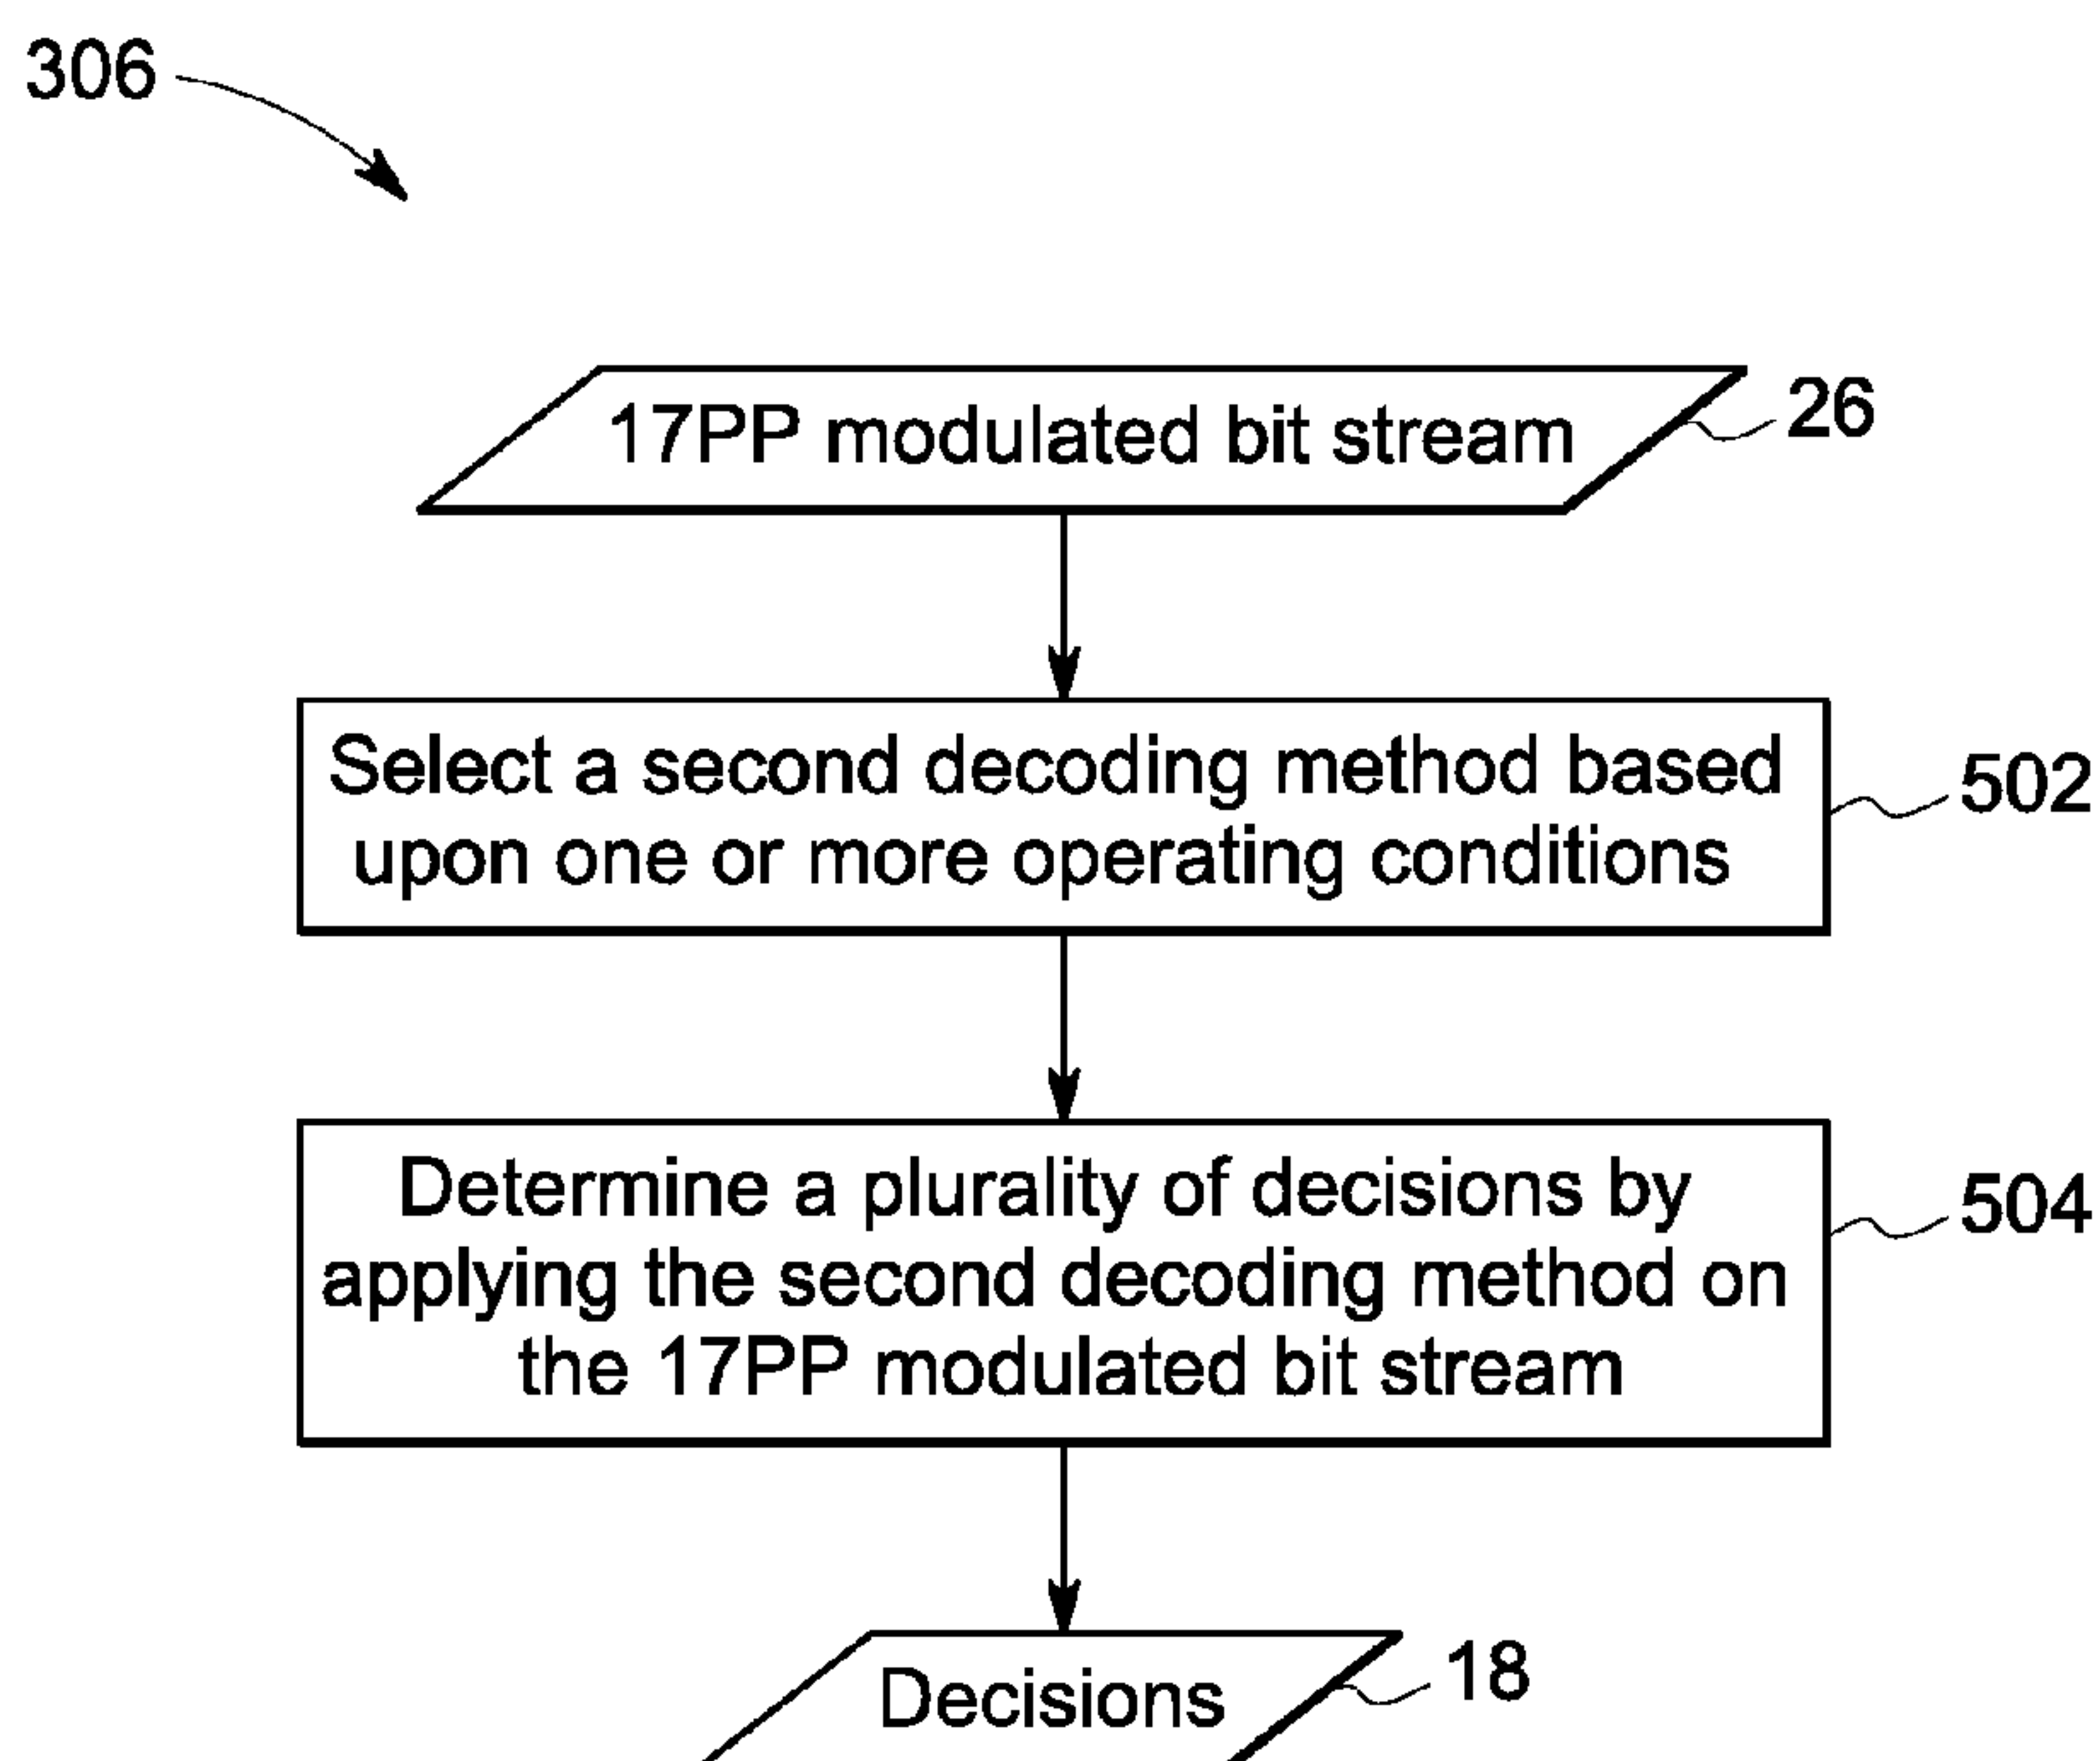 306
17PP modulated bit stream
26
Select a second decoding method based
upon one or more operating conditions
502
Determine a plurality of decisions by
applying the second decoding method on
the 17PP modulated bit stream
504
Decisions
18